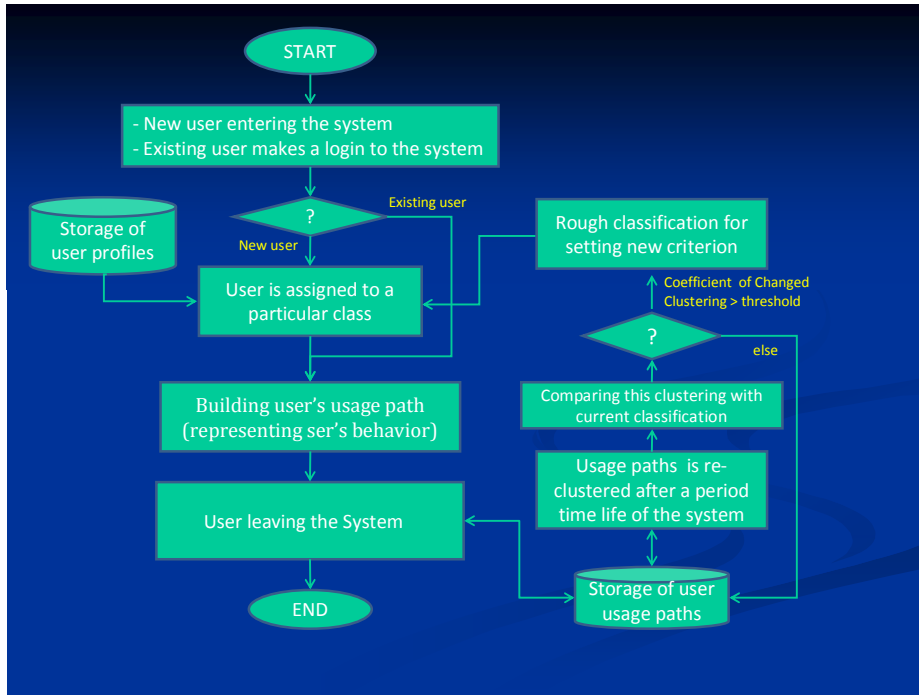 START
- New user entering the system
- Existing user makes a login to the system
?
Existing user
New user
Storage of
user profiles
User is assigned to a
particular class
Building user's usage path
(representing ser's behavior)
User leaving the System
END
Rough classification for
setting new criterion
Coefficient of Changed
Clustering > threshold
?
else
Comparing this clustering with
current classification
Usage paths is re-
clustered after a period
time life of the system
Storage of user
usage paths